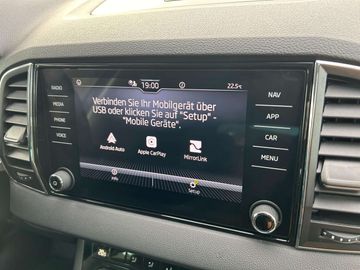 19:00
22.5°
Verbinden Sie Ihr Mobilgerät über
USB oder klicken Sie auf "Setup" -
"Mobile Geräte".
Android Auto
Apple CarPlay
MirrorLink
Info
Setup
RADIO
MEDIA
PHONE
VOICE
NAV
APP
CAR
MENU